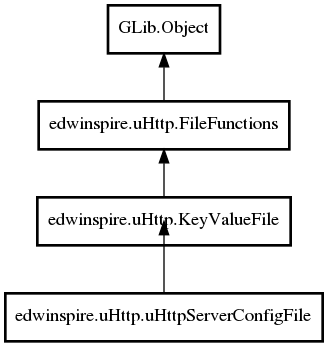 GLib.Object
edwinspire.uHttp.FileFunctions
edwinspire.uHttp.KeyValueFile
edwinspire.uHttp.uHttpServerConfigFile